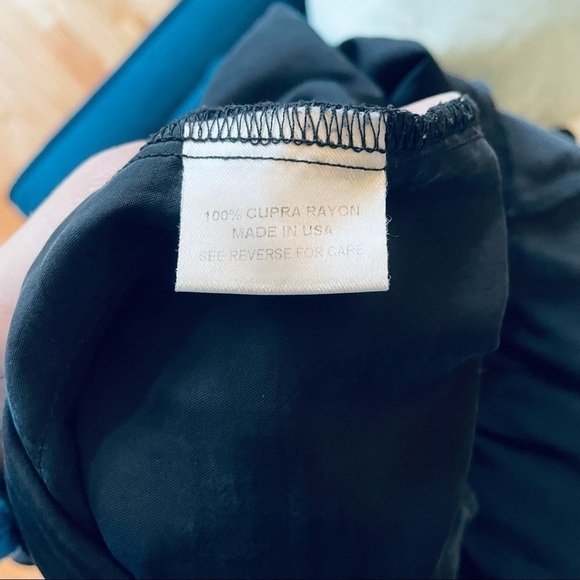 100% CUPRA RAYON
MADE IN USA
SEE REVERSE FOR CARE